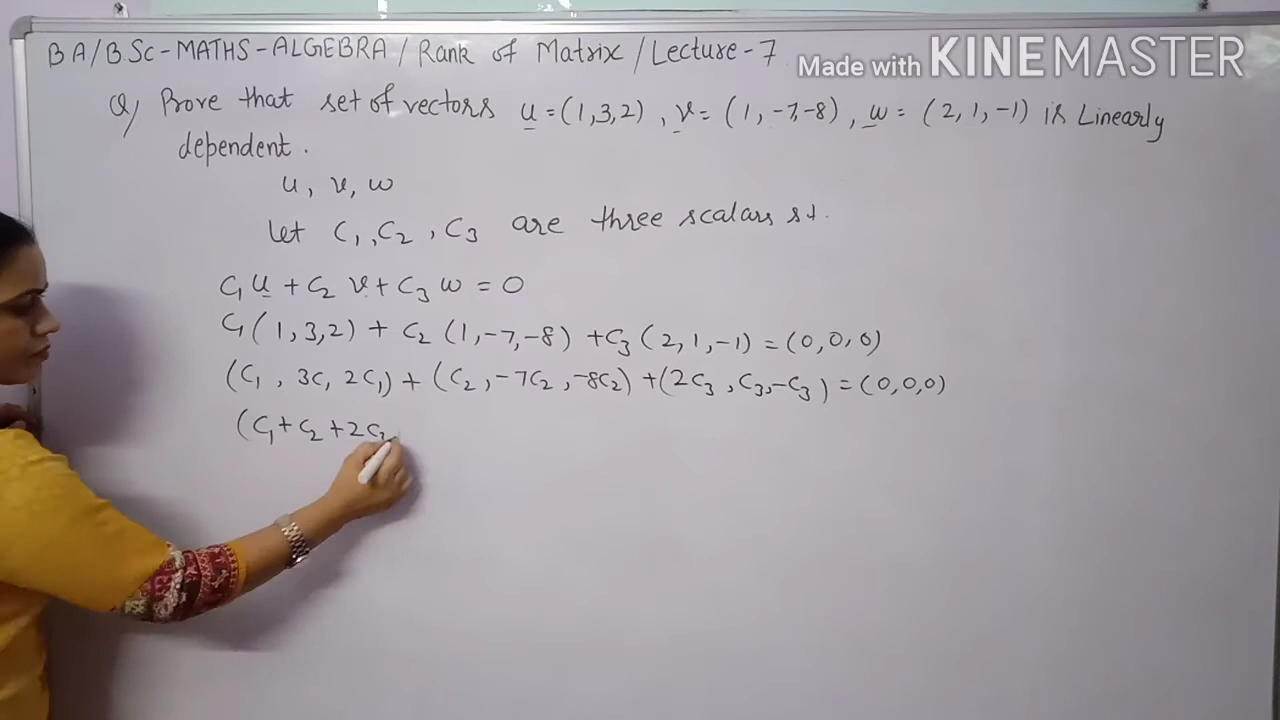 BA/B.Sc-MATHS-ALGEBRA/Rank of Matrix/Lecture-7
Made with KINEMASTER
Q) Prove that set of vectors u=(1,3,2), v=(1,-7,-8), w=(2,1,-1) is Linearly
dependent.
u, v, w
Let C₁, C₂, C₃ are three scalars st.
C₁u + C₂v + C₃w = 0
C₁(1,3,2) + C₂(1,-7,-8) + C₃(2,1,-1) = (0,0,0)
(C₁, 3C₁ 2C₁) + (C₂, -7C₂, -8C₂) + (2C₃, C₃, -C₃) = (0,0,0)
(C₁+C₂+2C₃